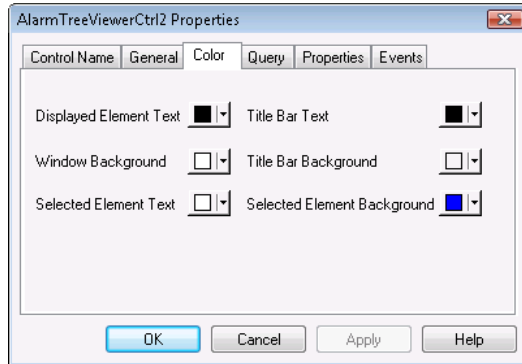 AlarmTreeViewerCtrl2 Properties
Control Name General Color Query Properties Events
Displayed Element Text Title Bar Text
Window Background Title Bar Background
Selected Element Text Selected Element Background
OK Cancel Apply Help